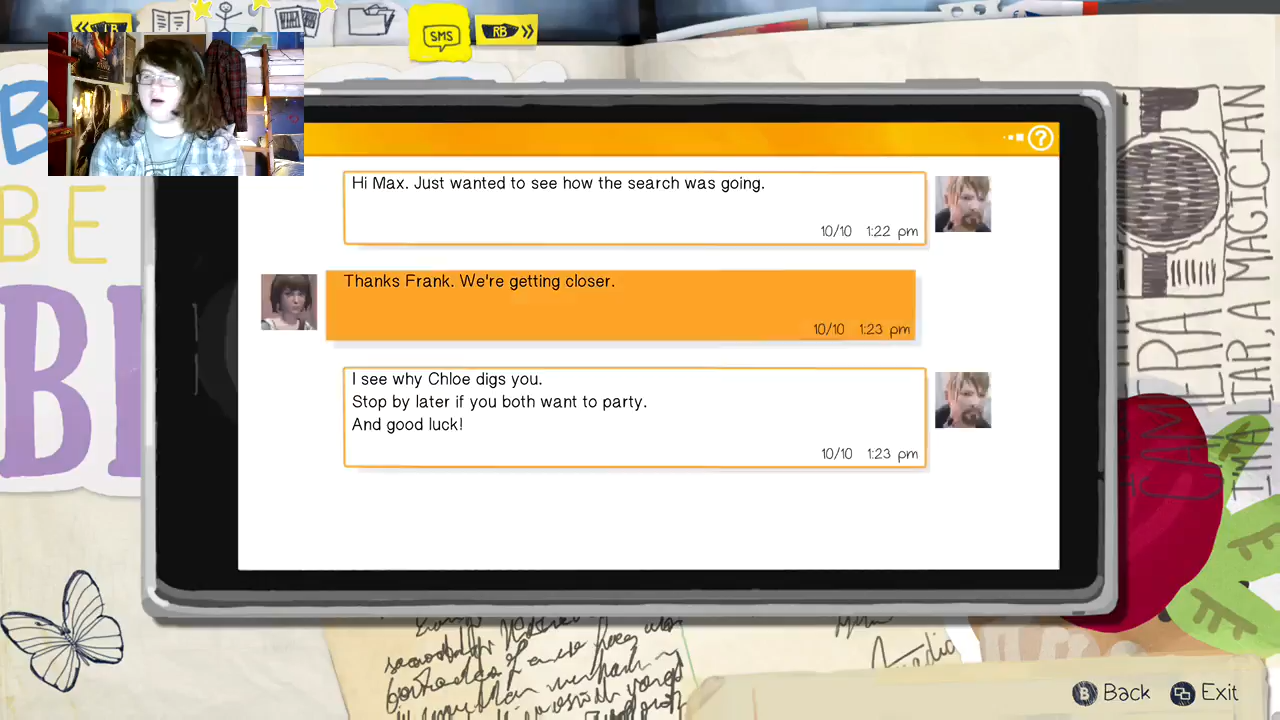 LB
SMS
RB
Hi Max. Just wanted to see how the search was going.
10/10 1:22 pm
Thanks Frank. We're getting closer.
10/10 1:23 pm
I see why Chloe digs you.
Stop by later if you both want to party.
And good luck!
10/10 1:23 pm
B
BE
CAMERA
I'M A LIAR, A MAGICIAN
B Back
Exit